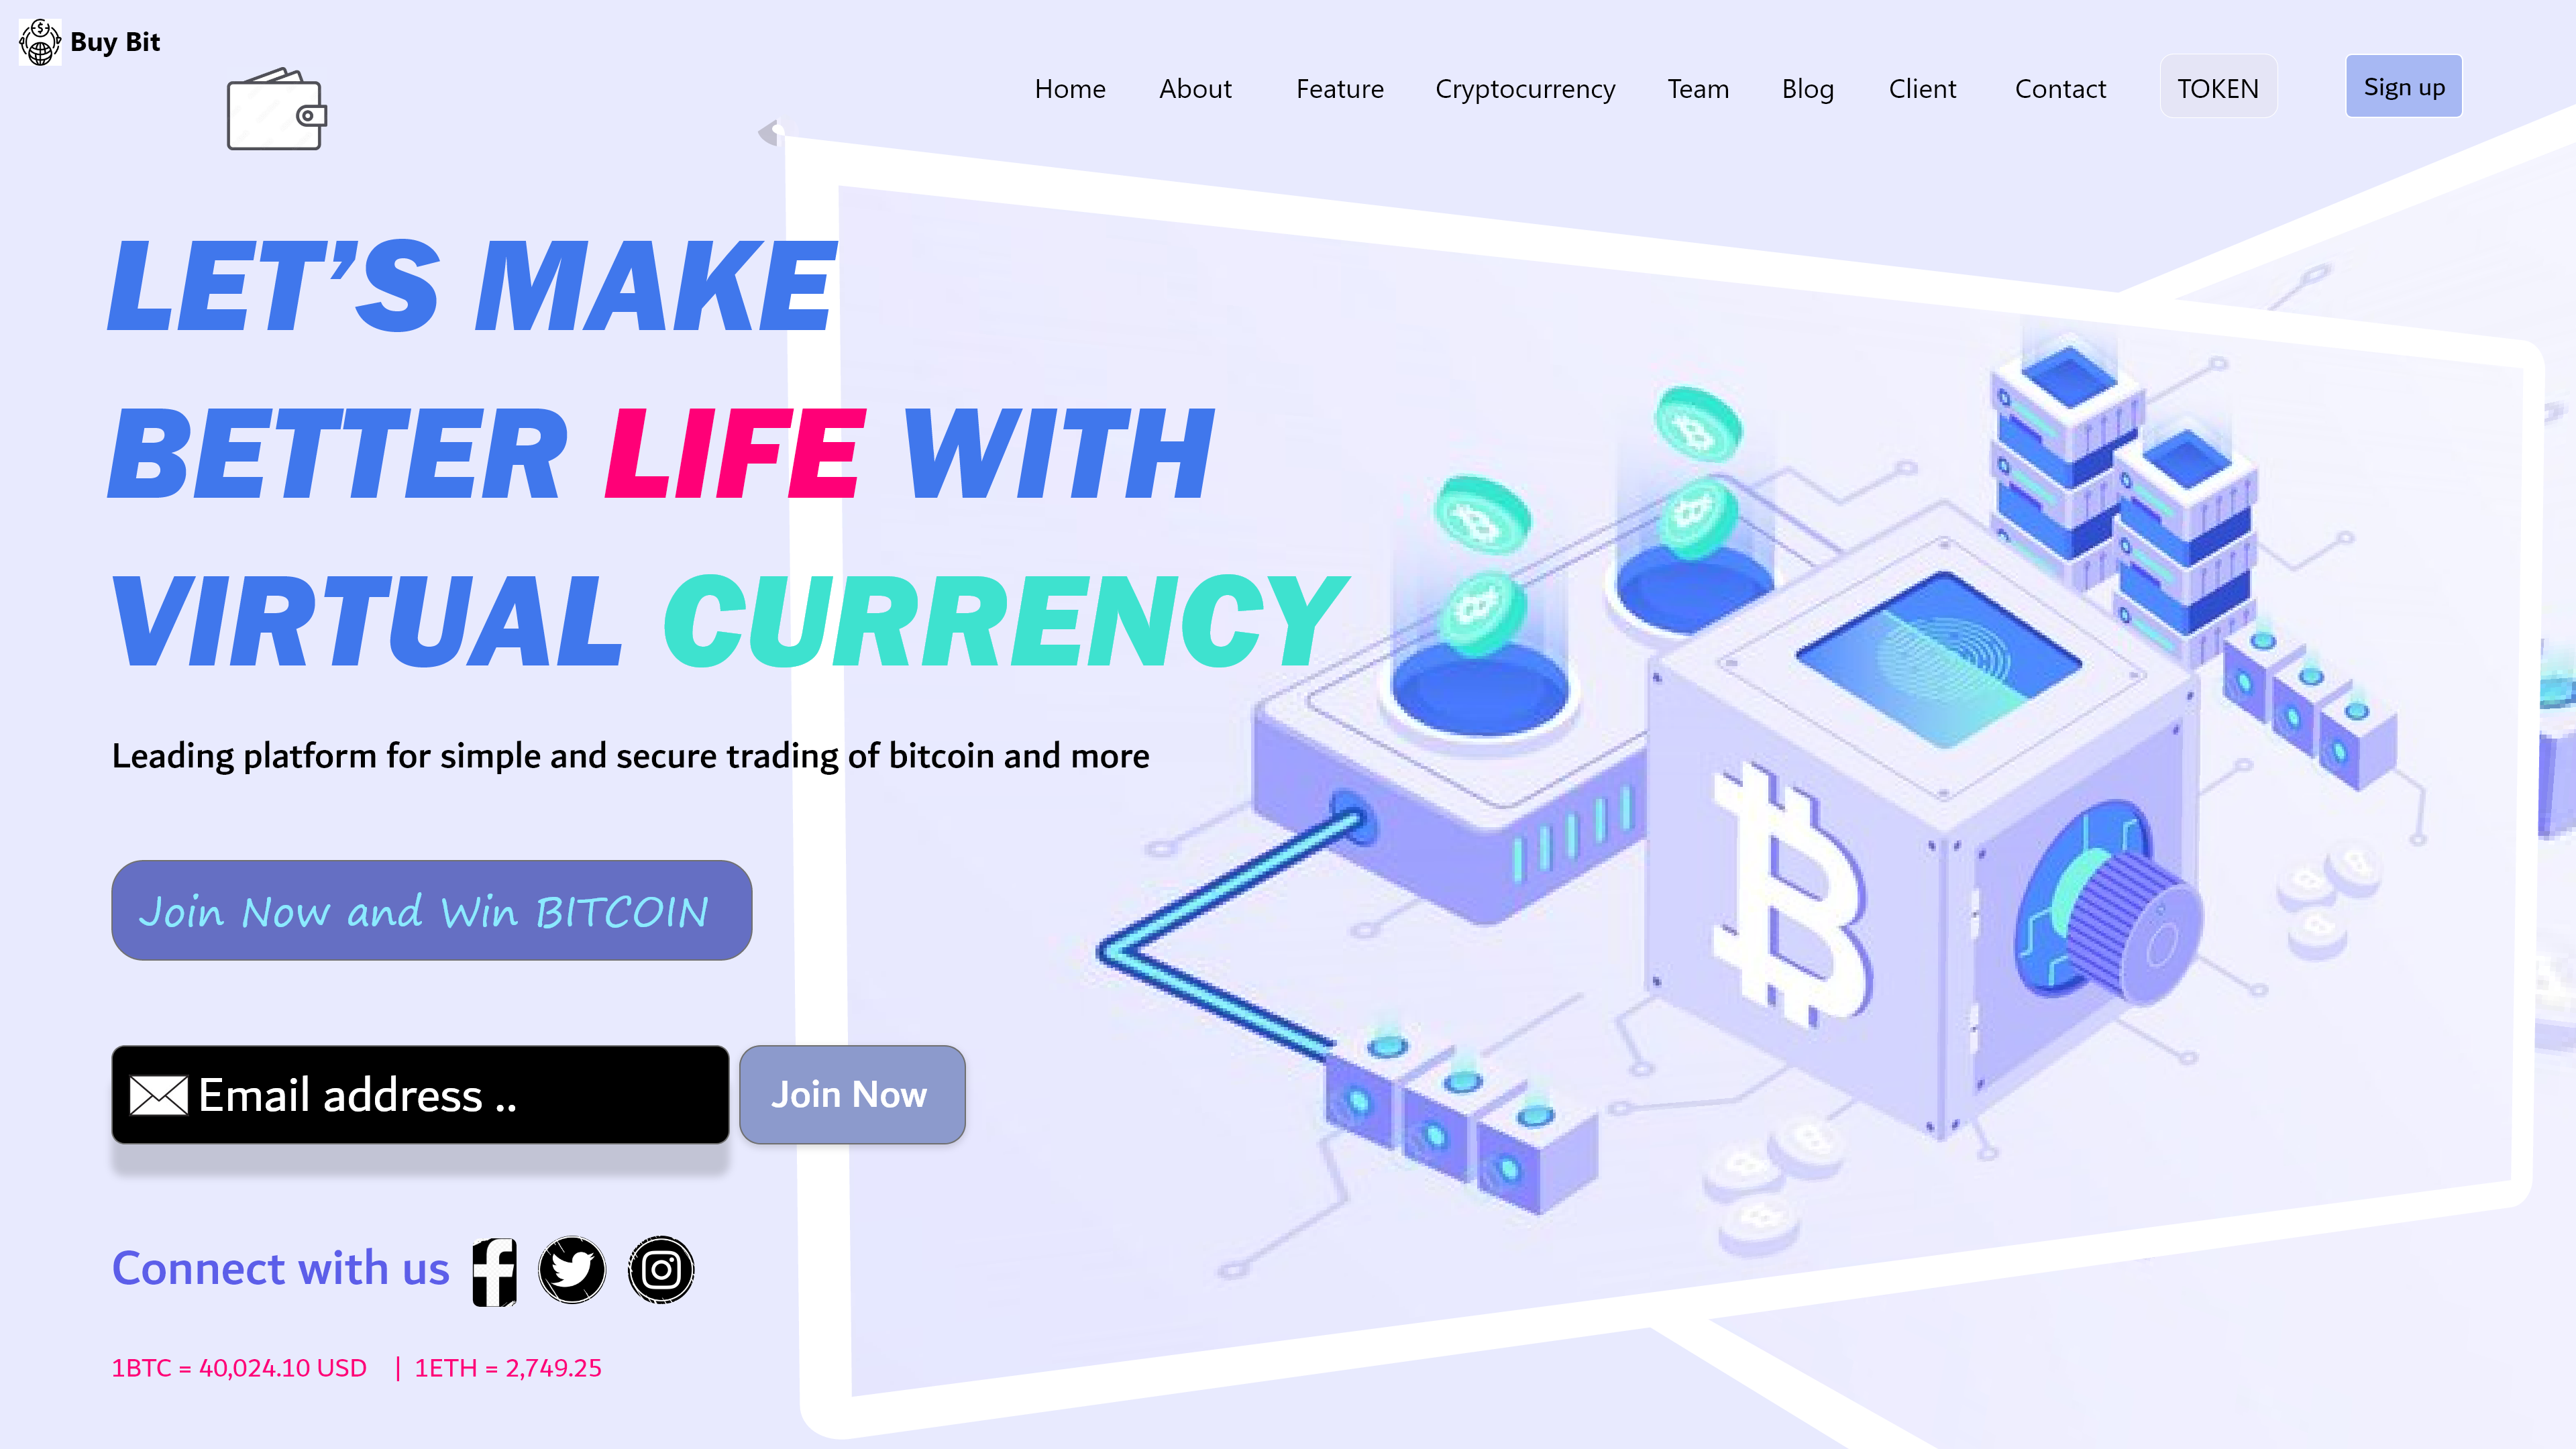 Buy Bit
Home About Feature Cryptocurrency Team Blog Client Contact TOKEN Sign up
LET’S MAKE
BETTER LIFE WITH
VIRTUAL CURRENCY
Leading platform for simple and secure trading of bitcoin and more
Join Now and Win BITCOIN
Email address .. Join Now
Connect with us
1BTC = 40,024.10 USD | 1ETH = 2,749.25